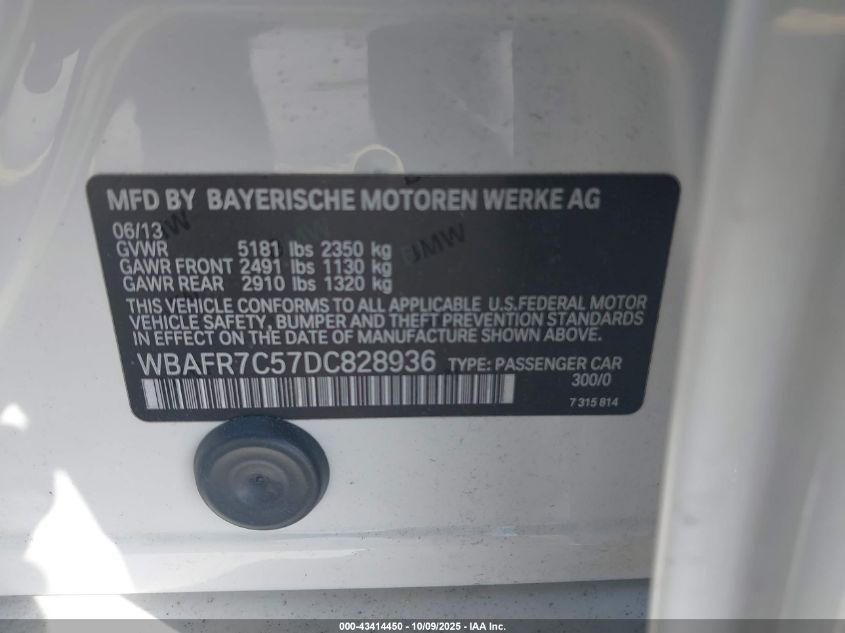 MFD BY BAYERISCHE MOTOREN WERKE AG
06/13
GVWR 5181 lbs 2350 kg
GAWR FRONT 2491 lbs 1130 kg
GAWR REAR 2910 lbs 1320 kg
THIS VEHICLE CONFORMS TO ALL APPLICABLE U.S.FEDERAL MOTOR
VEHICLE SAFETY, BUMPER AND THEFT PREVENTION STANDARDS
IN EFFECT ON THE DATE OF MANUFACTURE SHOWN ABOVE.
WBAFR7C57DC828936 TYPE: PASSENGER CAR
300/0
7 315 814
BMW
BMW
000-43414450 - 10/09/2025 - IAA Inc.